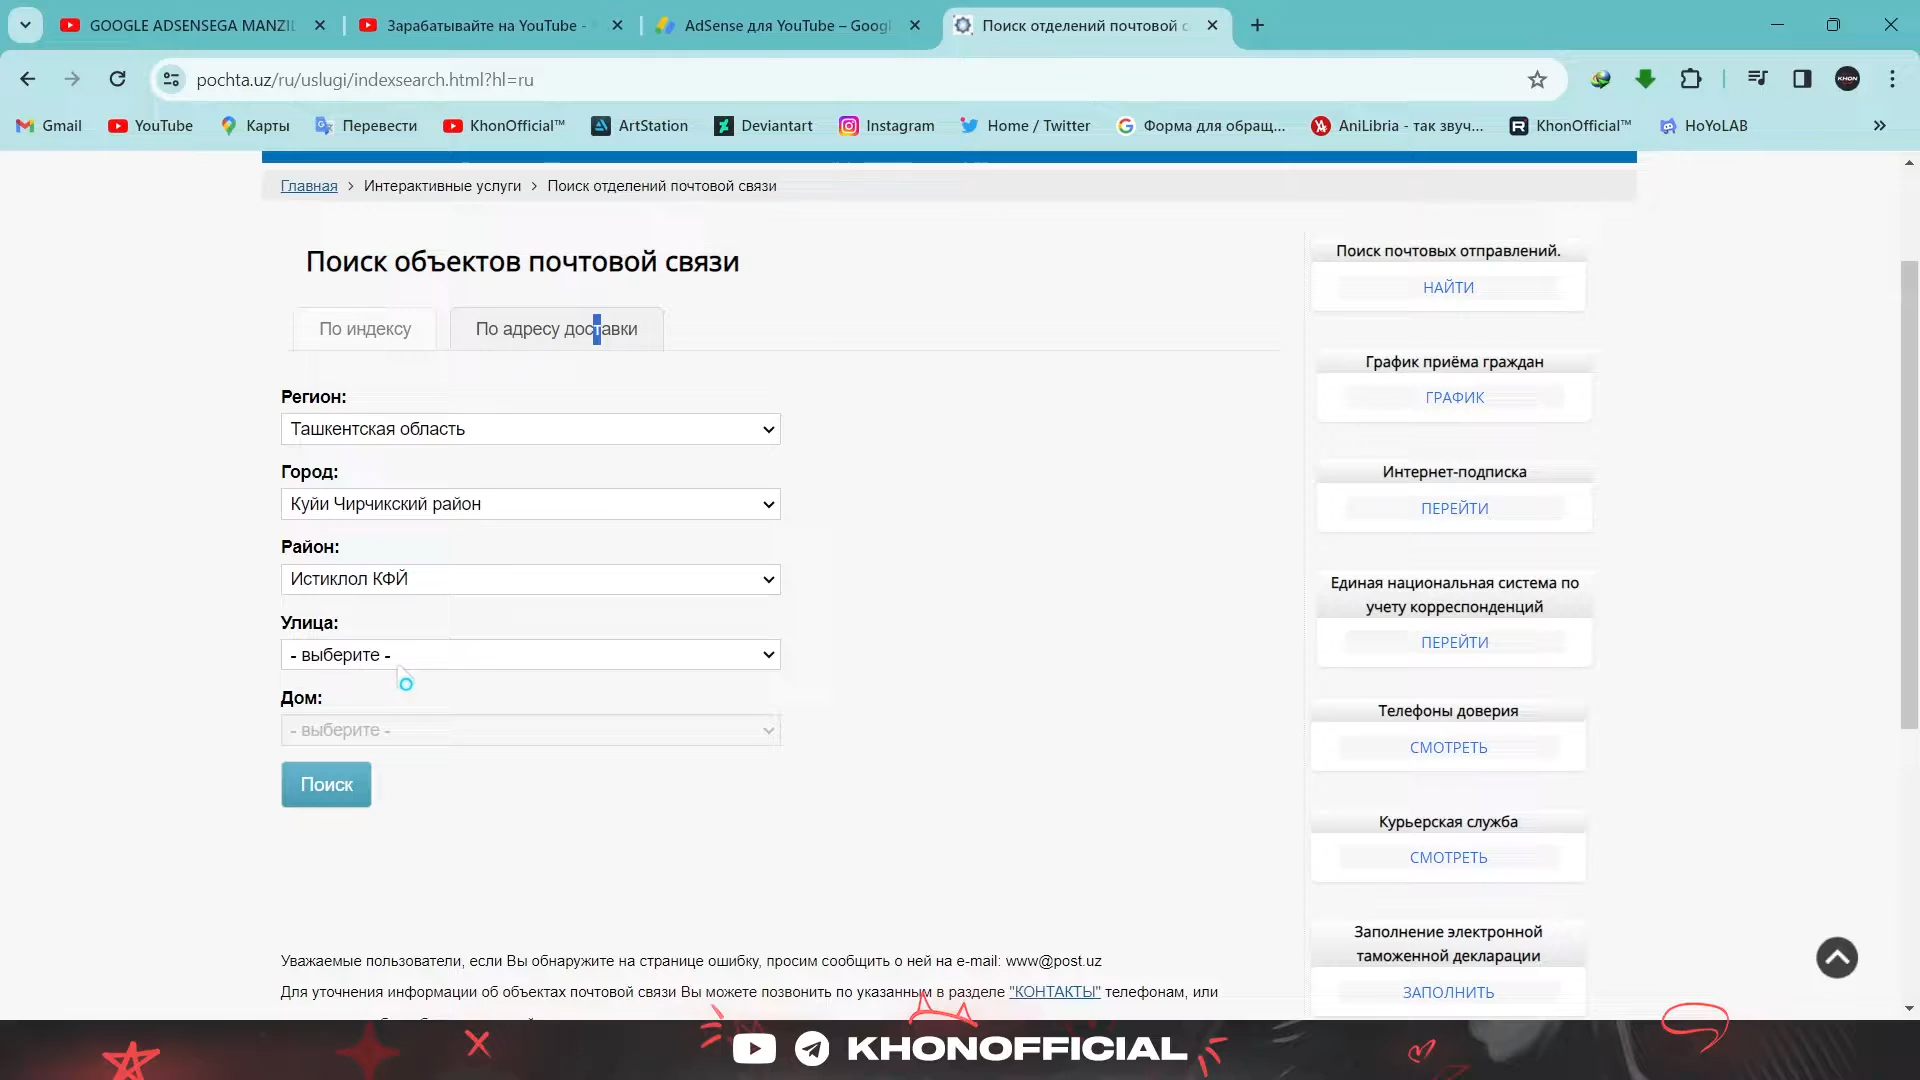 GOOGLE ADSENSEGA MANZIL
Зарабатывайте на YouTube -
AdSense для YouTube – Googl
Поиск отделений почтовой с
pochta.uz/ru/uslugi/indexsearch.html?hl=ru
Gmail
YouTube
Карты
Перевести
KhonOfficial™
ArtStation
Deviantart
Instagram
Home / Twitter
Форма для обращ...
AniLibria - так звуч...
KhonOfficial™
HoYoLAB
Главная > Интерактивные услуги > Поиск отделений почтовой связи
Поиск объектов почтовой связи
По индексу
По адресу доставки
Регион:
Ташкентская область
Город:
Куйи Чирчикский район
Район:
Истиклол КФЙ
Улица:
- выберите -
Дом:
- выберите -
Поиск
Уважаемые пользователи, если Вы обнаружите на странице ошибку, просим сообщить о ней на e-mail: www@post.uz
Для уточнения информации об объектах почтовой связи Вы можете позвонить по указанным в разделе "КОНТАКТЫ" телефонам, или
Поиск почтовых отправлений.
НАЙТИ
График приёма граждан
ГРАФИК
Интернет-подписка
ПЕРЕЙТИ
Единая национальная система по
учету корреспонденций
ПЕРЕЙТИ
Телефоны доверия
СМОТРЕТЬ
Курьерская служба
СМОТРЕТЬ
Заполнение электронной
таможенной декларации
ЗАПОЛНИТЬ
KHONOFFICIAL